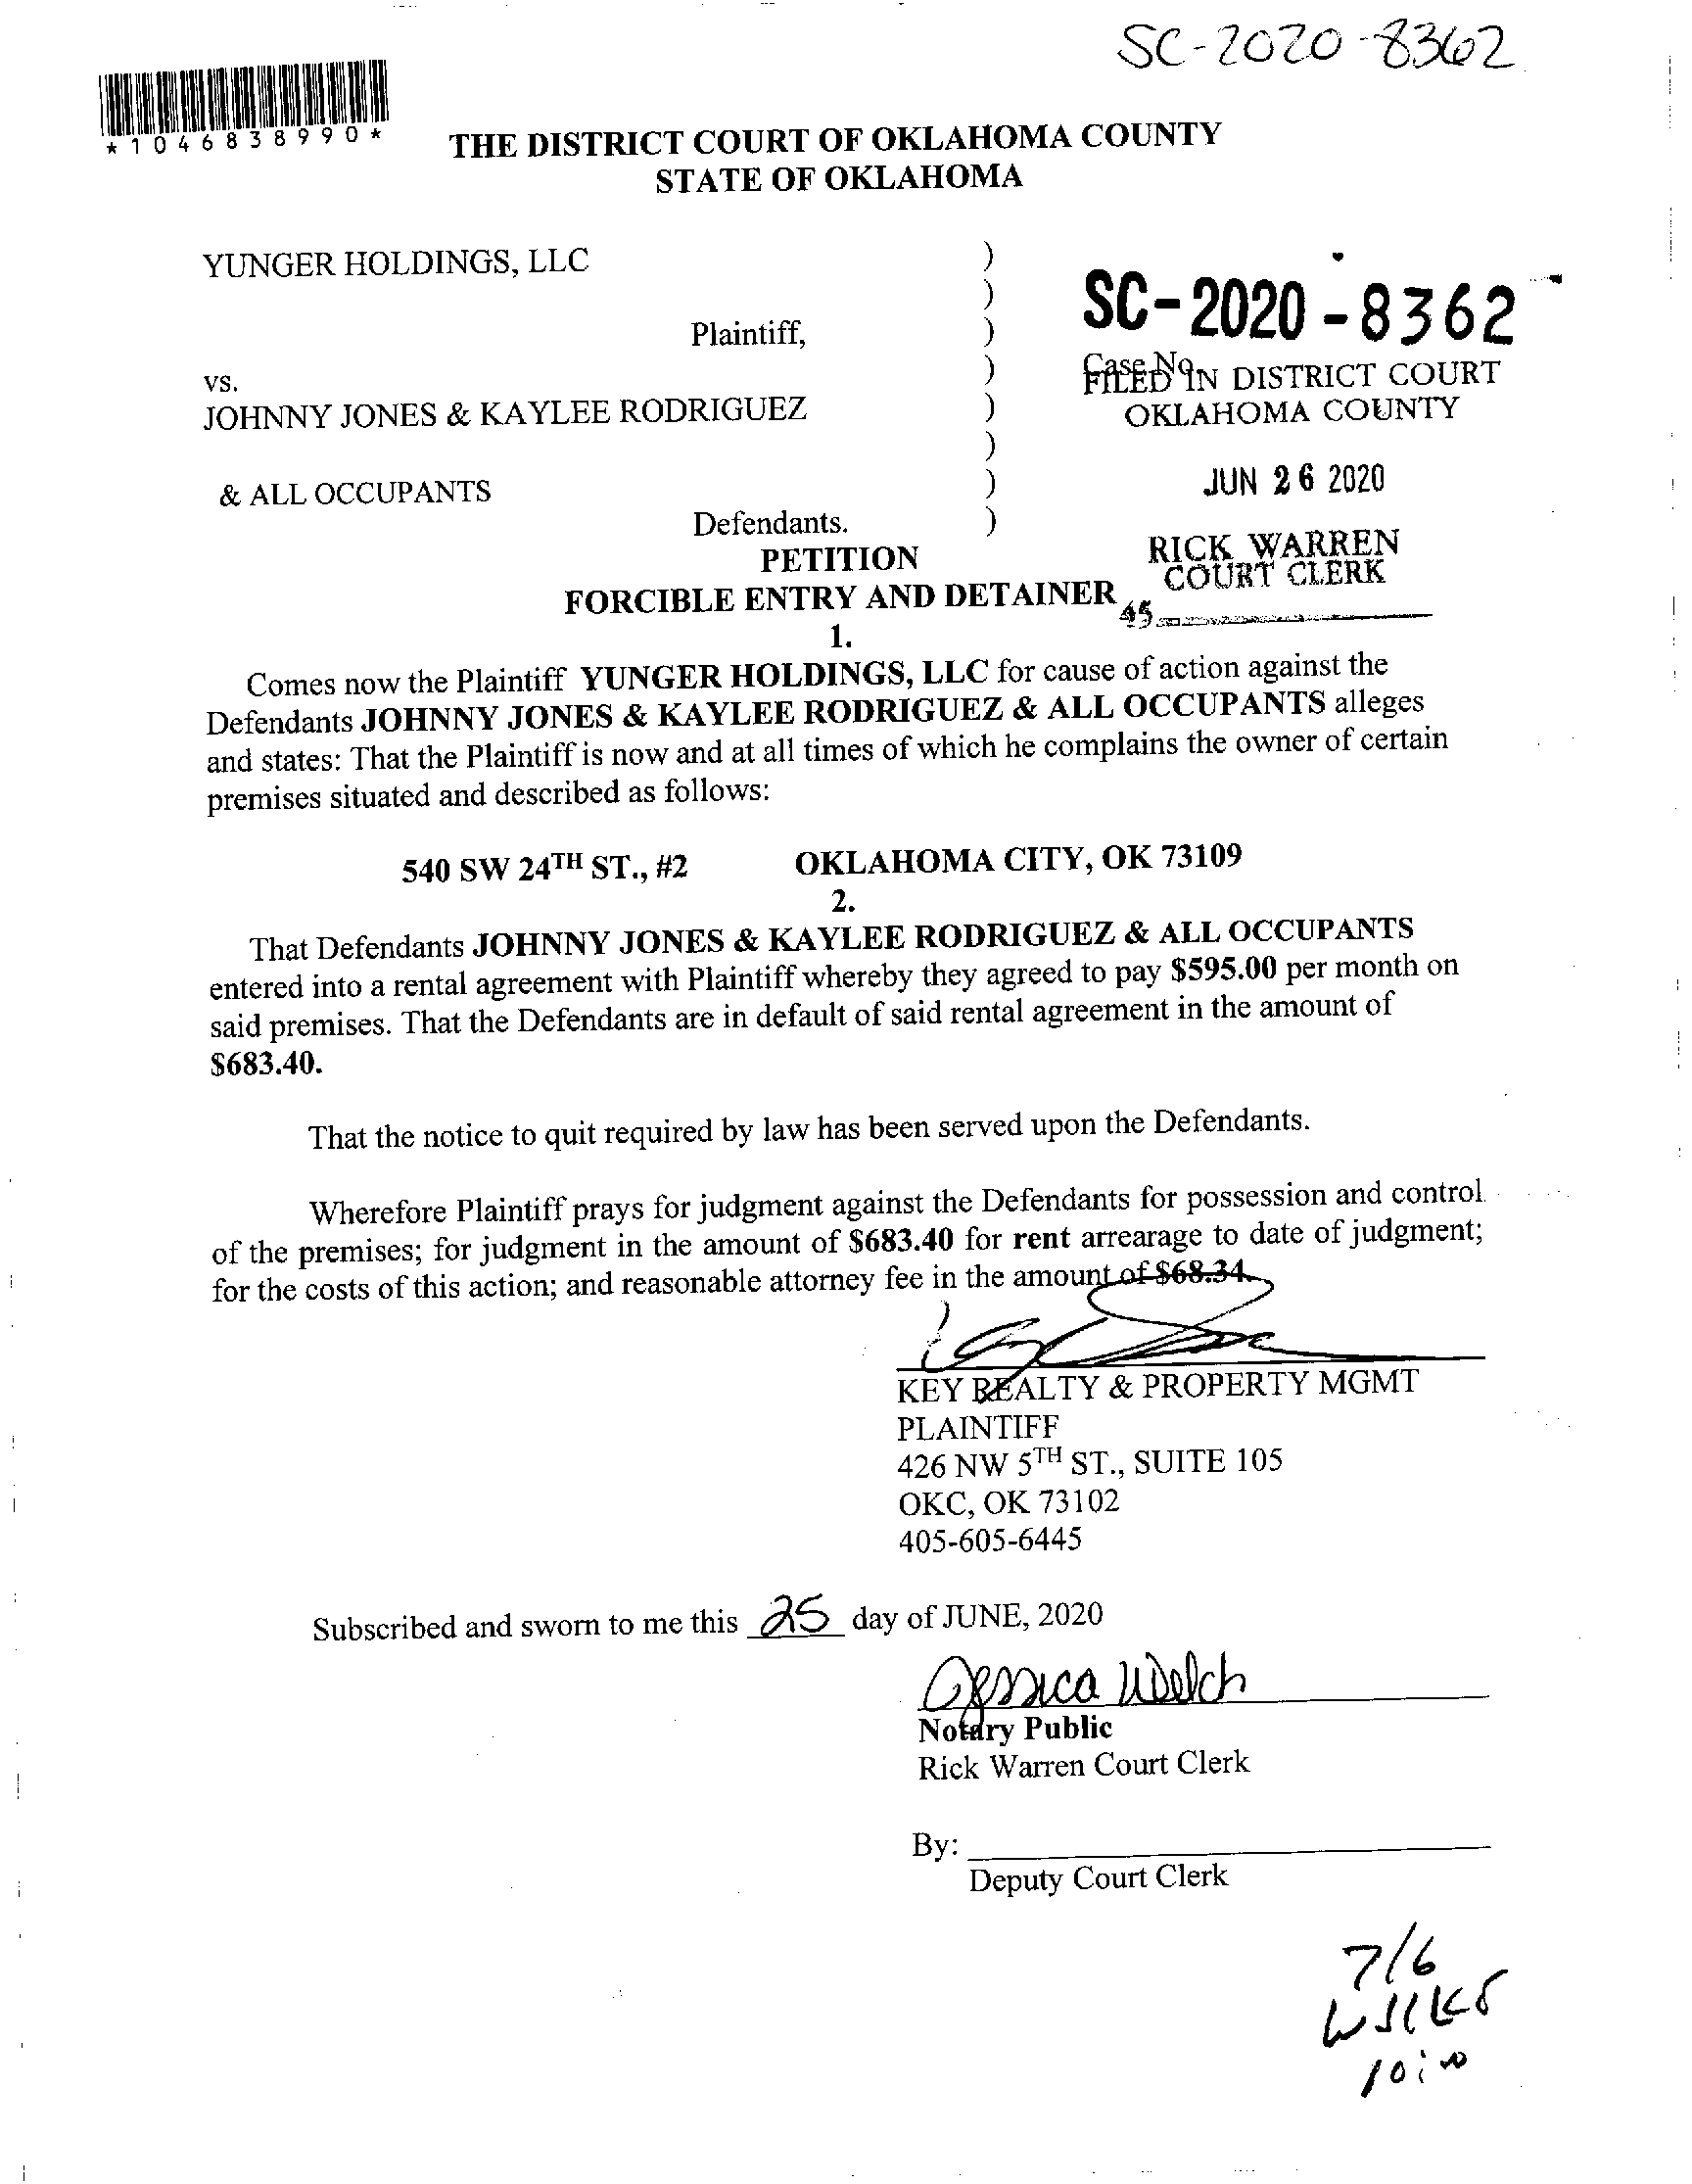 SC-2020-8362
*1046838990*
THE DISTRICT COURT OF OKLAHOMA COUNTY
STATE OF OKLAHOMA
YUNGER HOLDINGS, LLC )
)
Plaintiff, )
vs. )
JOHNNY JONES & KAYLEE RODRIGUEZ )
)
& ALL OCCUPANTS )
Defendants. )
SC-2020-8362
Case No.
FILED IN DISTRICT COURT
OKLAHOMA COUNTY
JUN 26 2020
RICK WARREN
COURT CLERK
45
PETITION
FORCIBLE ENTRY AND DETAINER
1.
Comes now the Plaintiff YUNGER HOLDINGS, LLC for cause of action against the
Defendants JOHNNY JONES & KAYLEE RODRIGUEZ & ALL OCCUPANTS alleges
and states: That the Plaintiff is now and at all times of which he complains the owner of certain
premises situated and described as follows:
540 SW 24TH ST., #2 OKLAHOMA CITY, OK 73109
2.
That Defendants JOHNNY JONES & KAYLEE RODRIGUEZ & ALL OCCUPANTS
entered into a rental agreement with Plaintiff whereby they agreed to pay $595.00 per month on
said premises. That the Defendants are in default of said rental agreement in the amount of
$683.40.
That the notice to quit required by law has been served upon the Defendants.
Wherefore Plaintiff prays for judgment against the Defendants for possession and control
of the premises; for judgment in the amount of $683.40 for rent arrearage to date of judgment;
for the costs of this action; and reasonable attorney fee in the amount of $68.34.
KEY REALTY & PROPERTY MGMT
PLAINTIFF
426 NW 5TH ST., SUITE 105
OKC, OK 73102
405-605-6445
Subscribed and sworn to me this 25 day of JUNE, 2020
Jessica Welch
Notary Public
Rick Warren Court Clerk
By:
Deputy Court Clerk
7/6
10:00